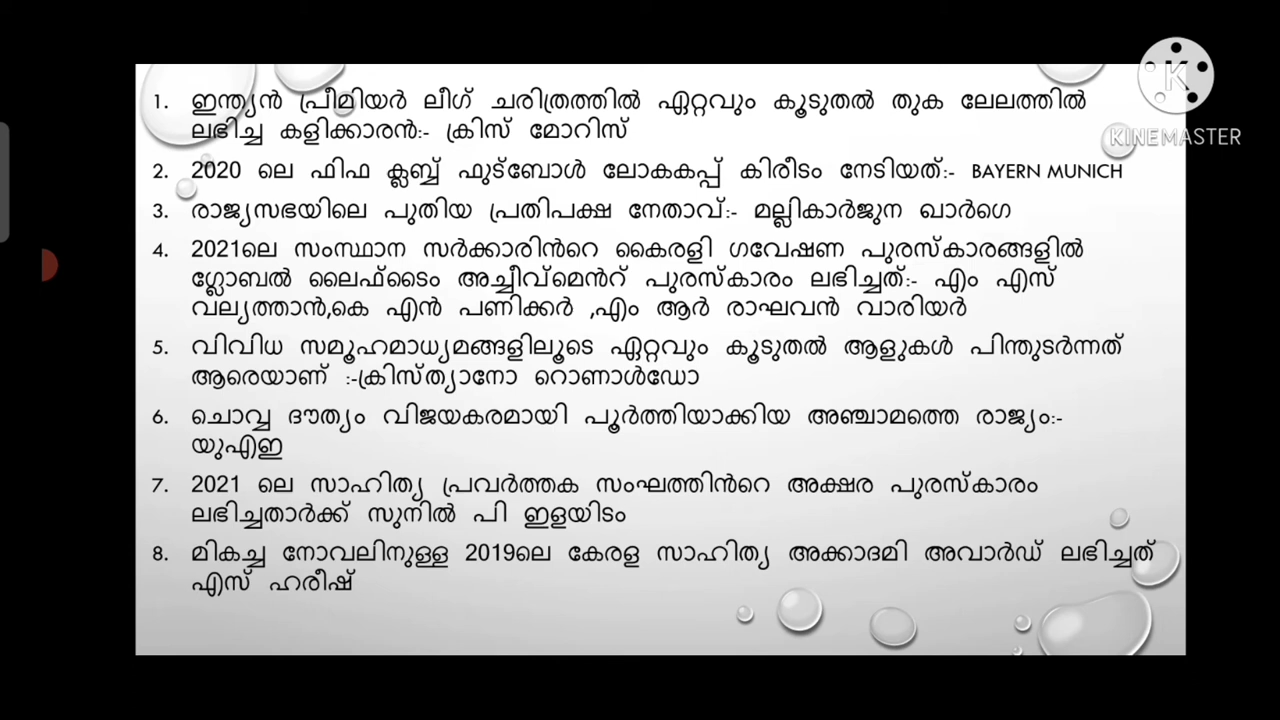 K
KINEMASTER
1. ഇന്ത്യൻ പ്രീമിയർ ലീഗ് ചരിത്രത്തിൽ ഏറ്റവും കൂടുതൽ തുക ലേലത്തിൽ
ലഭിച്ച കളിക്കാരൻ:- ക്രിസ് മോറിസ്
2. 2020 ലെ ഫിഫ ക്ലബ്ബ് ഫുട്ബോൾ ലോകകപ്പ് കിരീടം നേടിയത്:- BAYERN MUNICH
3. രാജ്യസഭയിലെ പുതിയ പ്രതിപക്ഷ നേതാവ്:- മല്ലികാർജുന ഖാർഗെ
4. 2021ലെ സംസ്ഥാന സർക്കാരിൻറെ കൈരളി ഗവേഷണ പുരസ്കാരങ്ങളിൽ
ഗ്ലോബൽ ലൈഫ്ടൈം അച്ചീവ്മെൻറ് പുരസ്കാരം ലഭിച്ചത്:- എം എസ്
വല്യത്താൻ,കെ എൻ പണിക്കർ ,എം ആർ രാഘവൻ വാരിയർ
5. വിവിധ സമൂഹമാധ്യമങ്ങളിലൂടെ ഏറ്റവും കൂടുതൽ ആളുകൾ പിന്തുടർന്നത്
ആരെയാണ് :-ക്രിസ്ത്യാനോ റൊണാൾഡോ
6. ചൊവ്വ ദൗത്യം വിജയകരമായി പൂർത്തിയാക്കിയ അഞ്ചാമത്തെ രാജ്യം:-
യുഎഇ
7. 2021 ലെ സാഹിത്യ പ്രവർത്തക സംഘത്തിൻറെ അക്ഷര പുരസ്കാരം
ലഭിച്ചതാർക്ക് സുനിൽ പി ഇളയിടം
8. മികച്ച നോവലിനുള്ള 2019ലെ കേരള സാഹിത്യ അക്കാദമി അവാർഡ് ലഭിച്ചത്
എസ് ഹരീഷ്